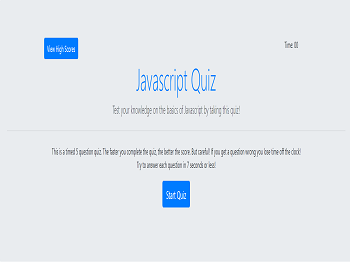 View High Scores
Time: 00
Javascript Quiz
Test your knowledge on the basics of Javascript by taking this quiz!
This is a timed 5 question quiz. The faster you complete the quiz, the better the score. But careful! If you get a question wrong you lose time off the clock!
Try to answer each question in 7 seconds or less!
Start Quiz